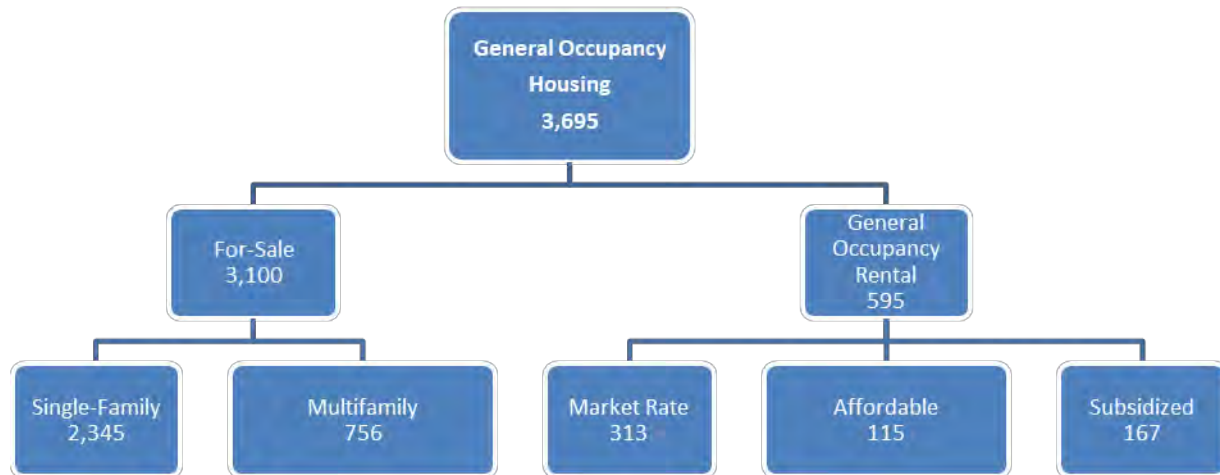 General Occupancy
Housing
3,695
For-Sale
3,100
General
Occupancy
Rental
595
Single-Family
2,345
Multifamily
756
Market Rate
313
Affordable
115
Subsidized
167